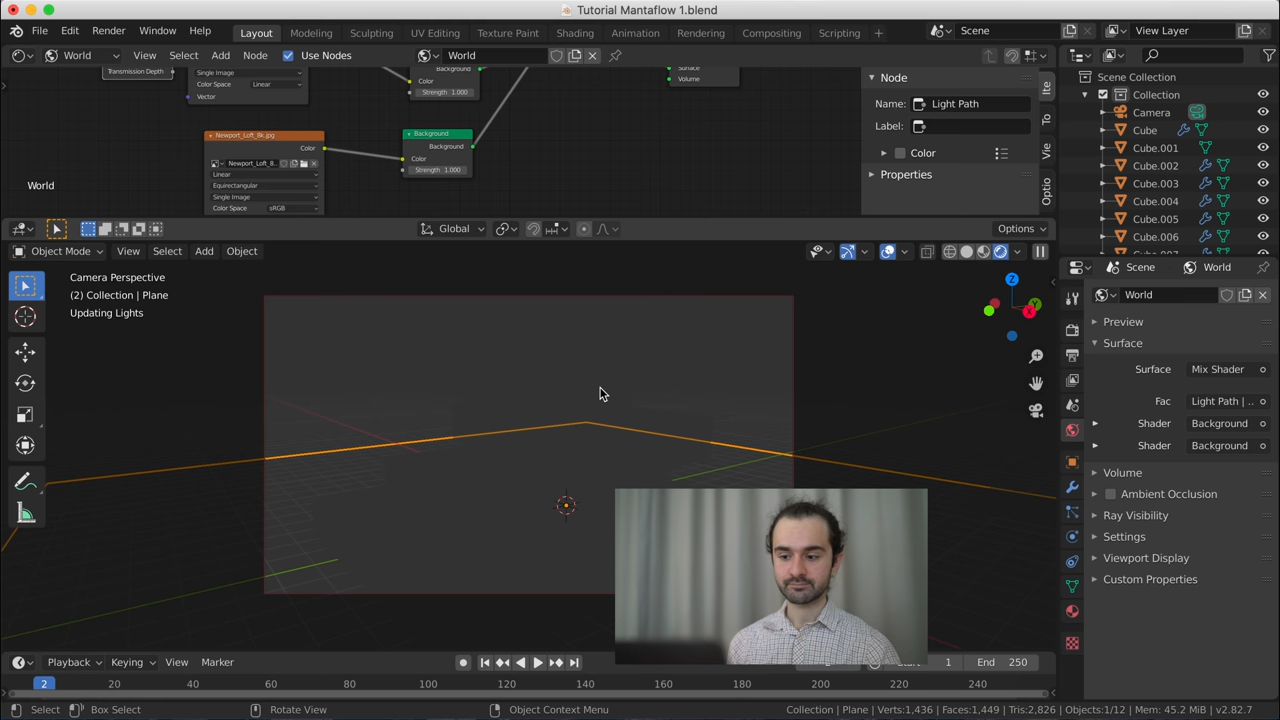 Tutorial Mantaflow 1.blend
File Edit Render Window Help Layout Modeling Sculpting UV Editing Texture Paint Shading Animation Rendering Compositing Scripting + Scene View Layer
World View Select Add Node Use Nodes World
Transmission Depth
Single Image
Color Space Linear
Vector
Background
Color
Strength 1.000
Surface
Volume
Newport_Loft_8k.jpg
Color
Newport_Loft_8..
Linear
Equirectangular
Single Image
Color Space sRGB
Background
Background
Color
Strength 1.000
World
Node
Name: Light Path
Label:
Color
Properties
Ite
To
Vie
Optio
Scene Collection
Collection
Camera
Cube
Cube.001
Cube.002
Cube.003
Cube.004
Cube.005
Cube.006
Global Options
Object Mode View Select Add Object
Camera Perspective
(2) Collection | Plane
Updating Lights
Z
Y
X
Scene World
World
Preview
Surface
Surface Mix Shader
Fac Light Path | ..
Shader Background
Shader Background
Volume
Ambient Occlusion
Ray Visibility
Settings
Viewport Display
Custom Properties
Playback Keying View Marker Start 1 End 250
2 20 40 60 80 100 120 140 160 180 200 220 240
Select Box Select Rotate View Object Context Menu Collection | Plane | Verts:1,436 | Faces:1,449 | Tris:2,826 | Objects:1/12 | Mem: 45.2 MiB | v2.82.7